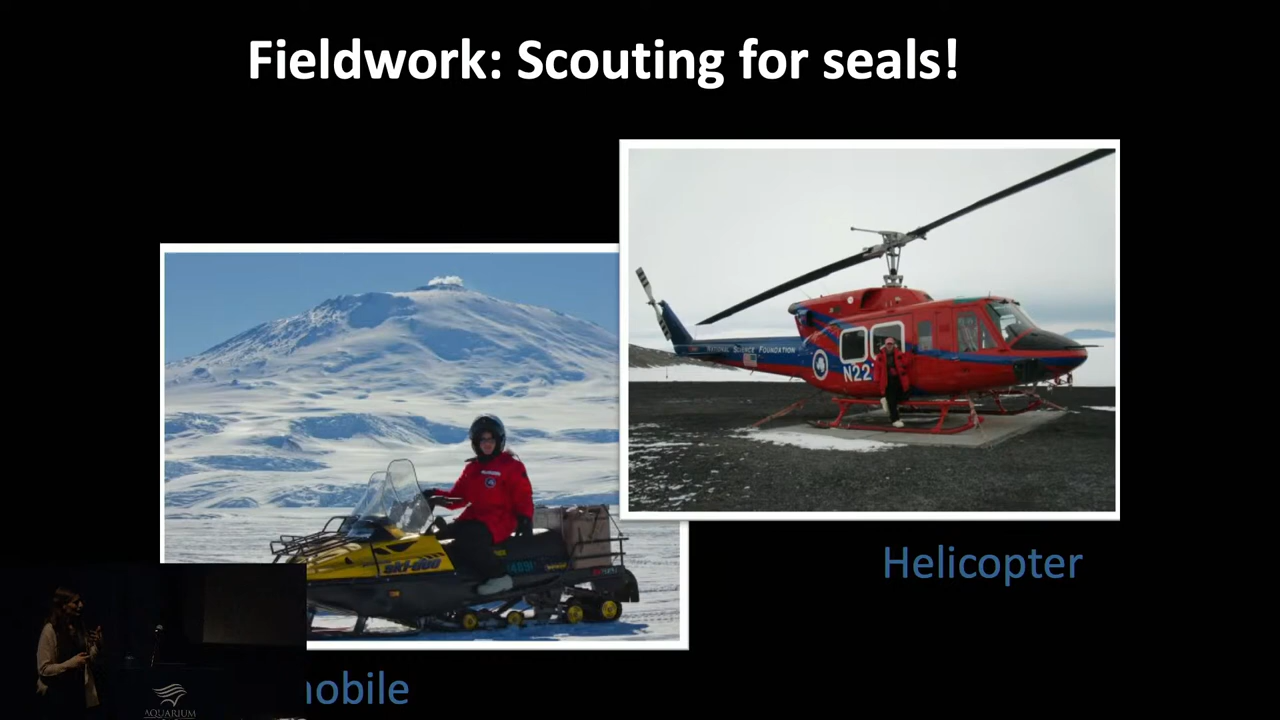 Fieldwork: Scouting for seals!
NATIONAL SCIENCE FOUNDATION
N22
ski-doo
Helicopter
mobile
AQUARIUM